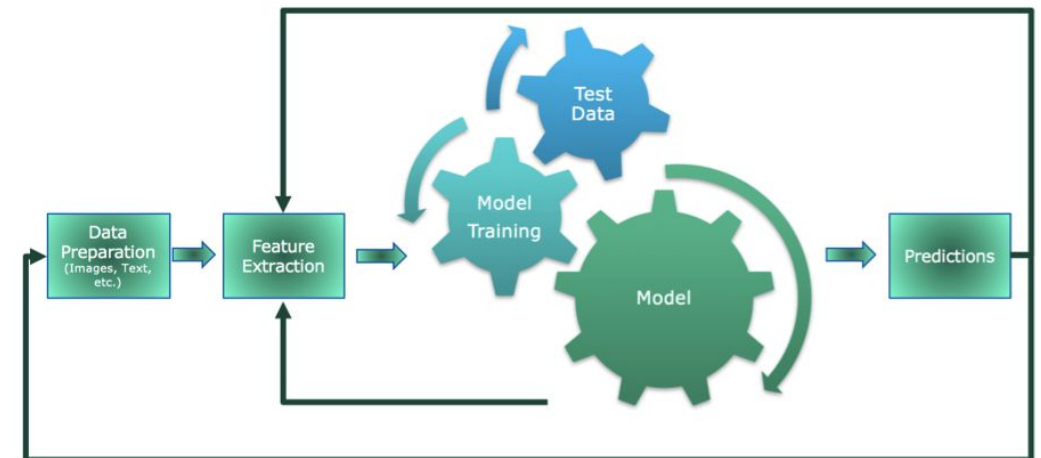 Data
Preparation
(Images, Text,
etc.)
Feature
Extraction
Test
Data
Model
Training
Model
Predictions